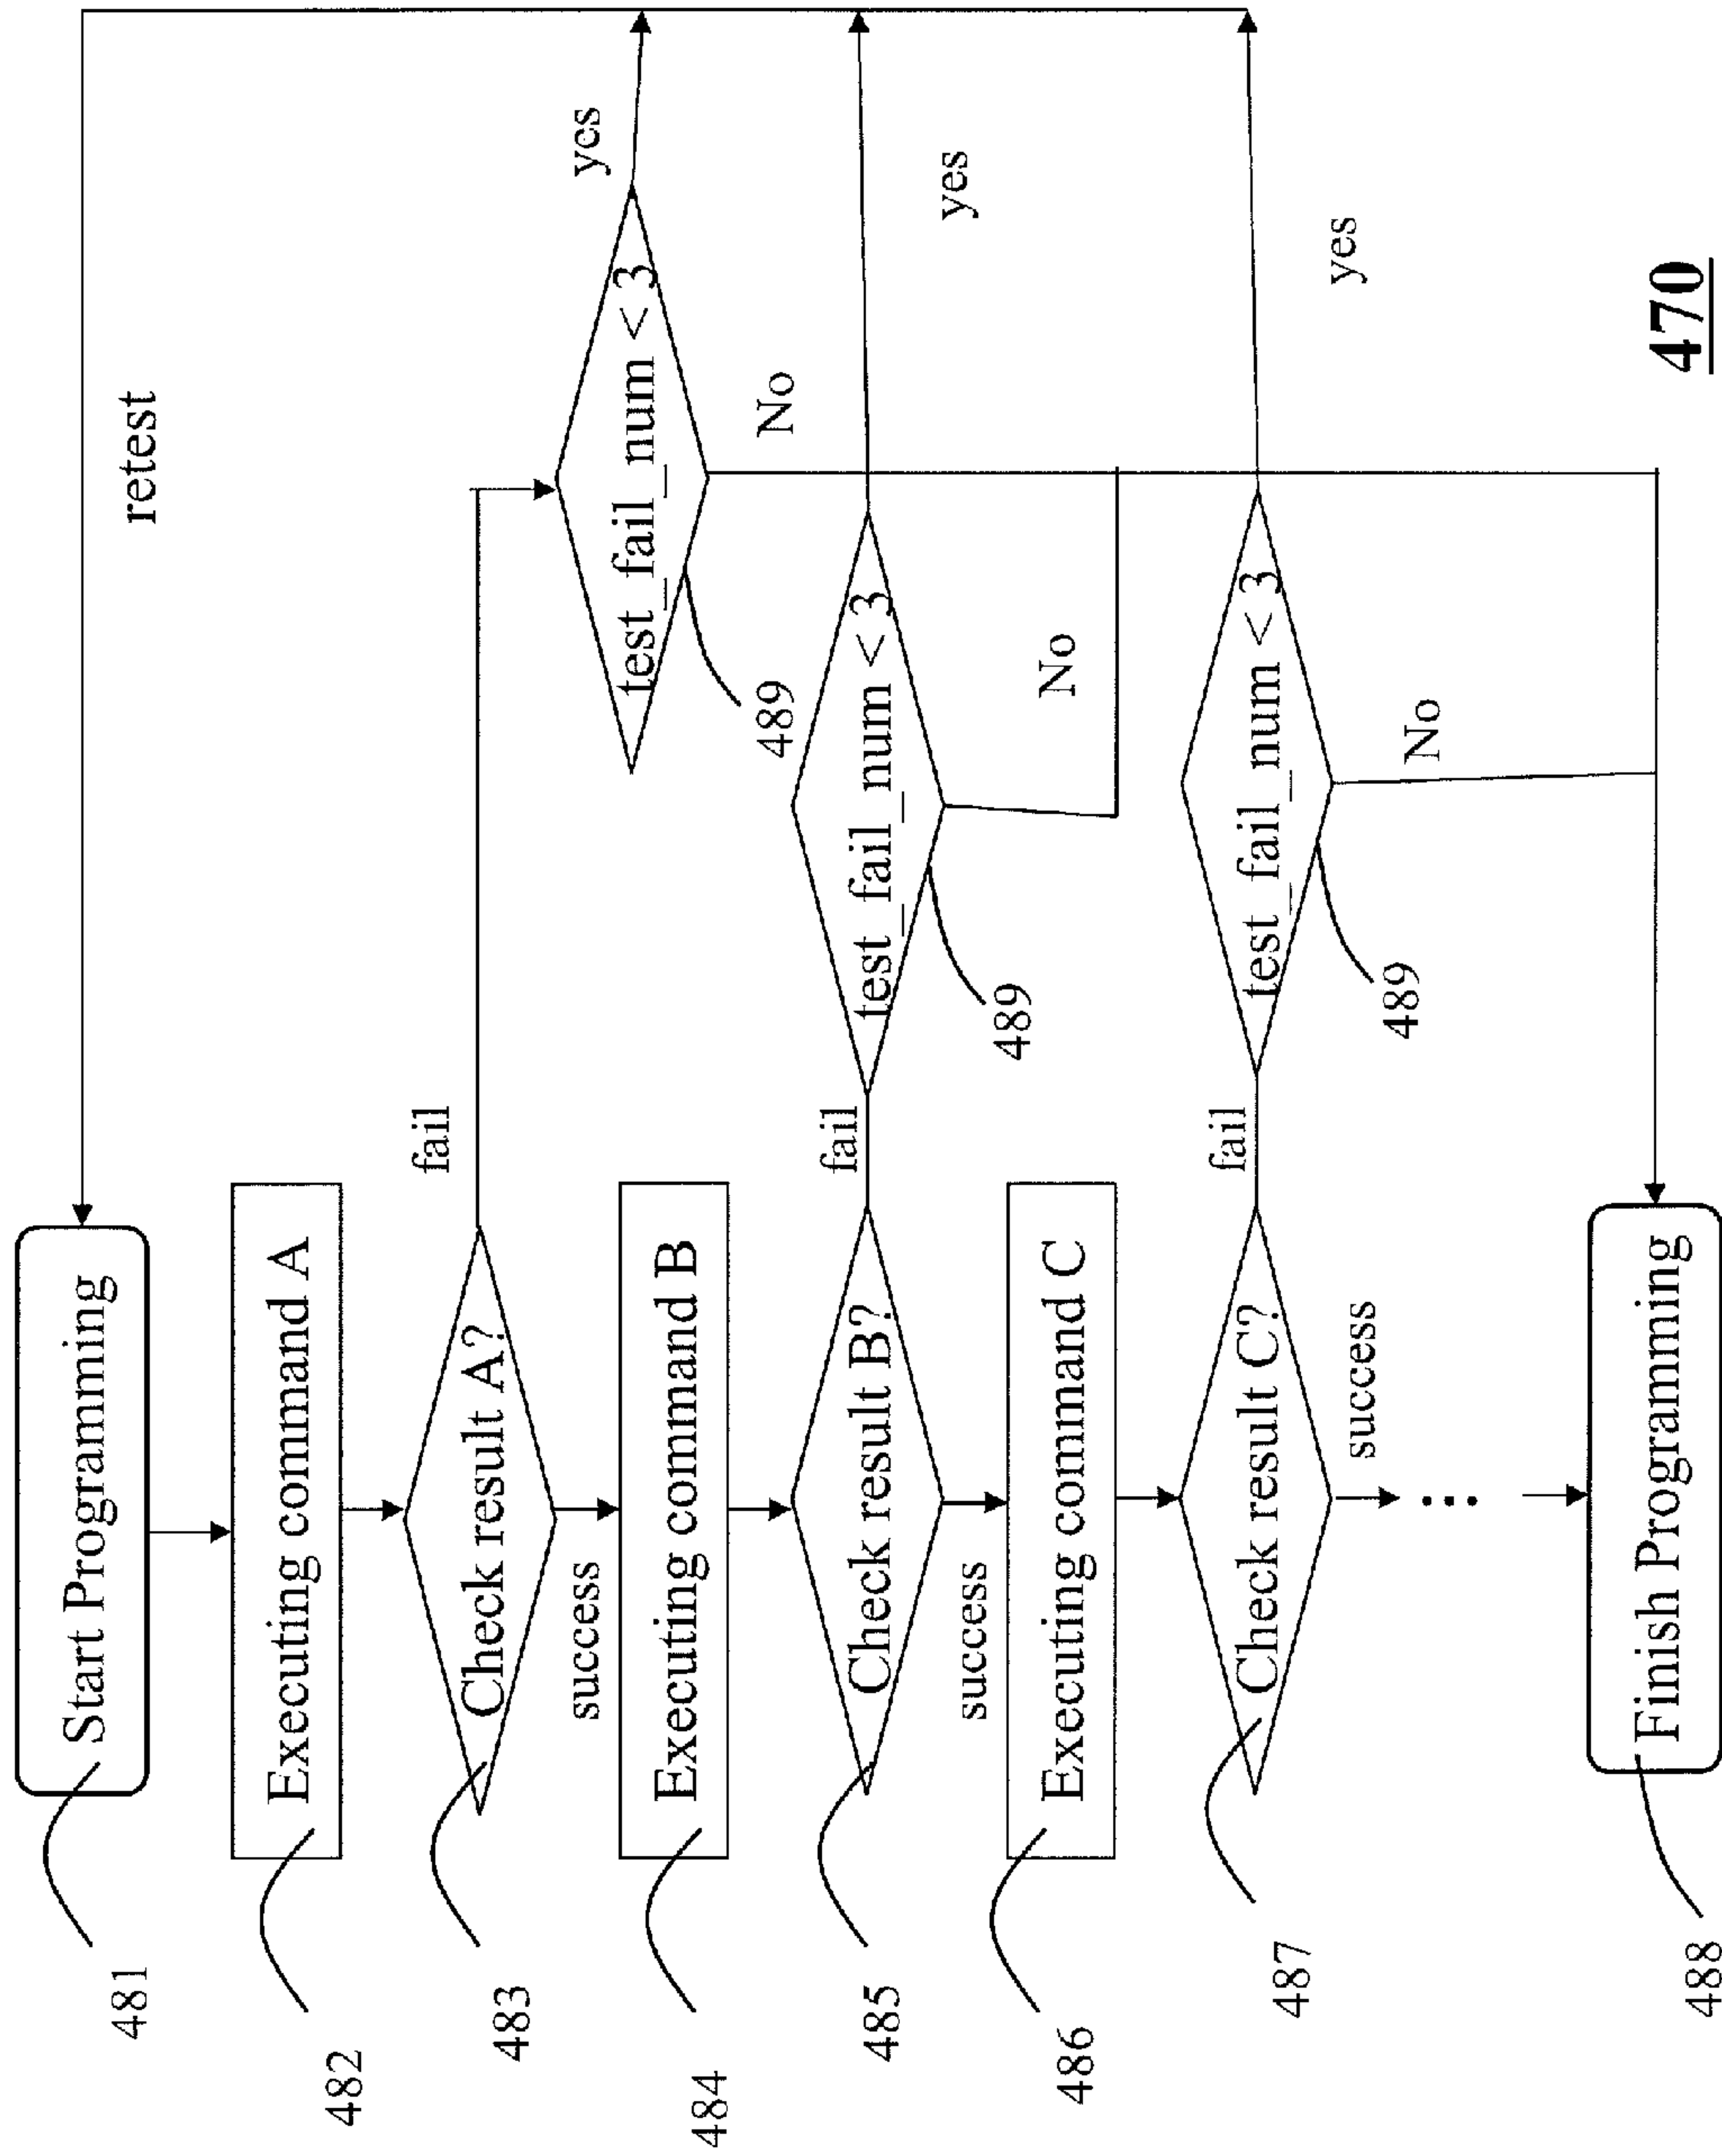 retest
Start Programming
481
Executing command A
482
Check result A?
483
fail
success
test_fail_num < 3
489
yes
No
Executing command B
484
Check result B?
485
fail
success
test_fail_num < 3
489
yes
No
Executing command C
486
Check result C?
487
fail
success
test_fail_num < 3
489
yes
No
...
Finish Programming
488
470